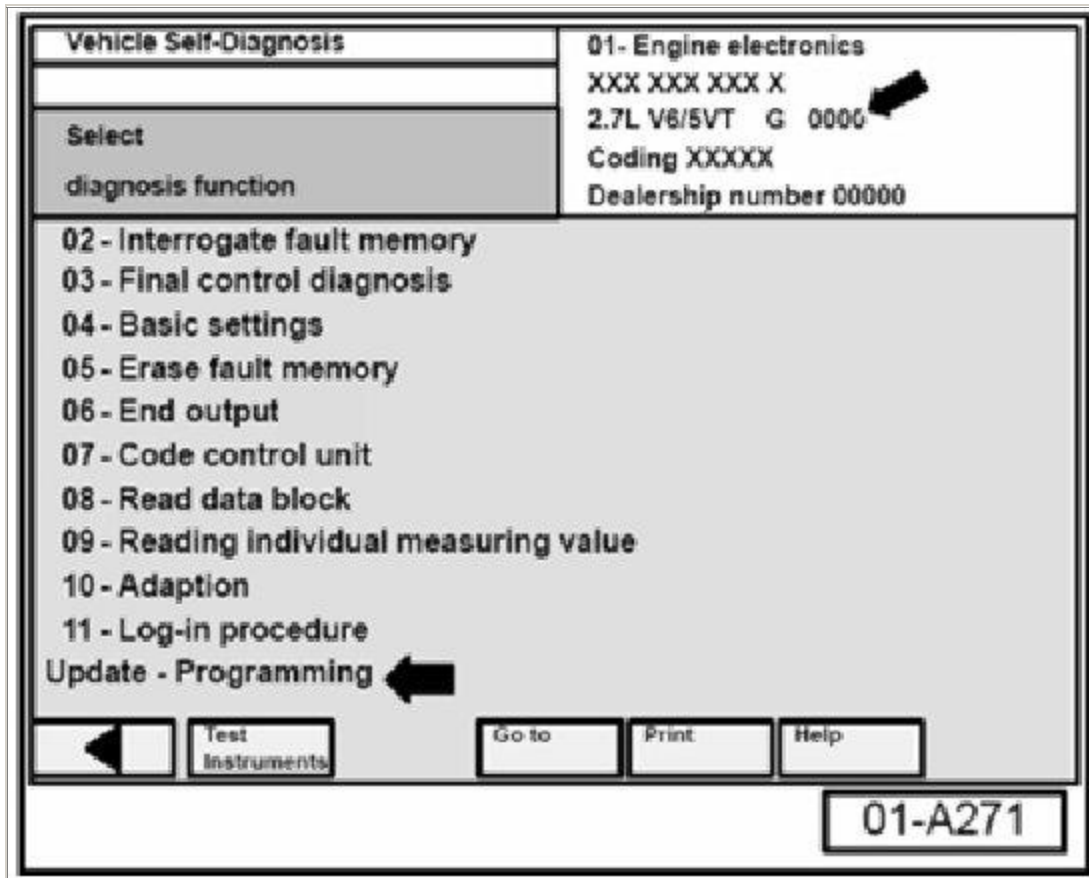 Vehicle Self-Diagnosis
Select
diagnosis function
01- Engine electronics
XXX XXX XXX X
2.7L V6/5VT G 0000
Coding XXXXX
Dealership number 00000
02 - Interrogate fault memory
03 - Final control diagnosis
04 - Basic settings
05 - Erase fault memory
06 - End output
07 - Code control unit
08 - Read data block
09 - Reading individual measuring value
10 - Adaption
11 - Log-in procedure
Update - Programming
Test
Instruments
Go to
Print
Help
01-A271